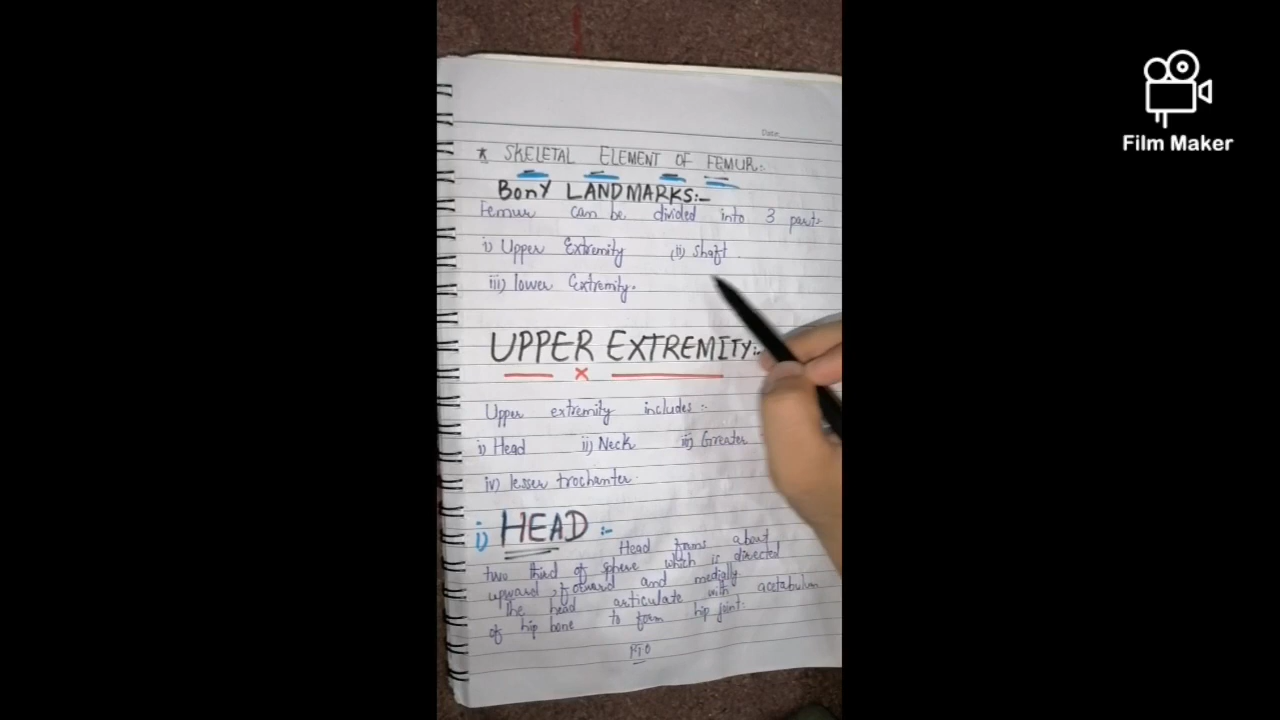 Date
* SKELETAL ELEMENT OF FEMUR:-
BONY LANDMARKS:-
Femur can be divided into 3 parts
i) Upper Extremity (ii) Shaft.
iii) lower Extremity.
UPPER EXTREMITY:-
x
Upper extremity includes:-
i) Head ii) Neck iii) Greater
iv) lesser trochanter
i) HEAD :-
Head forms about
two third of sphere which is directed
upward, forward and medially
the head articulate with acetabulum
of hip bone to form hip joint.
PTO
Film Maker